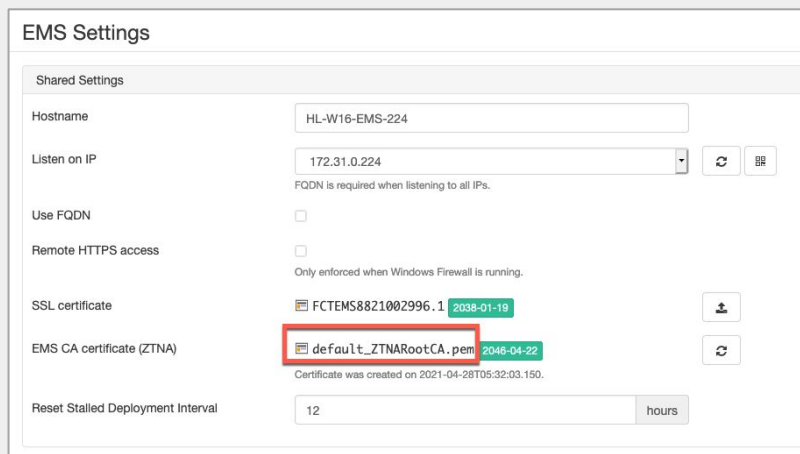 EMS Settings
Shared Settings
Hostname
HL-W16-EMS-224
Listen on IP
172.31.0.224
FQDN is required when listening to all IPs.
Use FQDN
Remote HTTPS access
Only enforced when Windows Firewall is running.
SSL certificate
FCTEMS8821002996.1 2038-01-19
EMS CA certificate (ZTNA)
default_ZTNARootCA.pem 2046-04-22
Certificate was created on 2021-04-28T05:32:03.150.
Reset Stalled Deployment Interval
12 hours